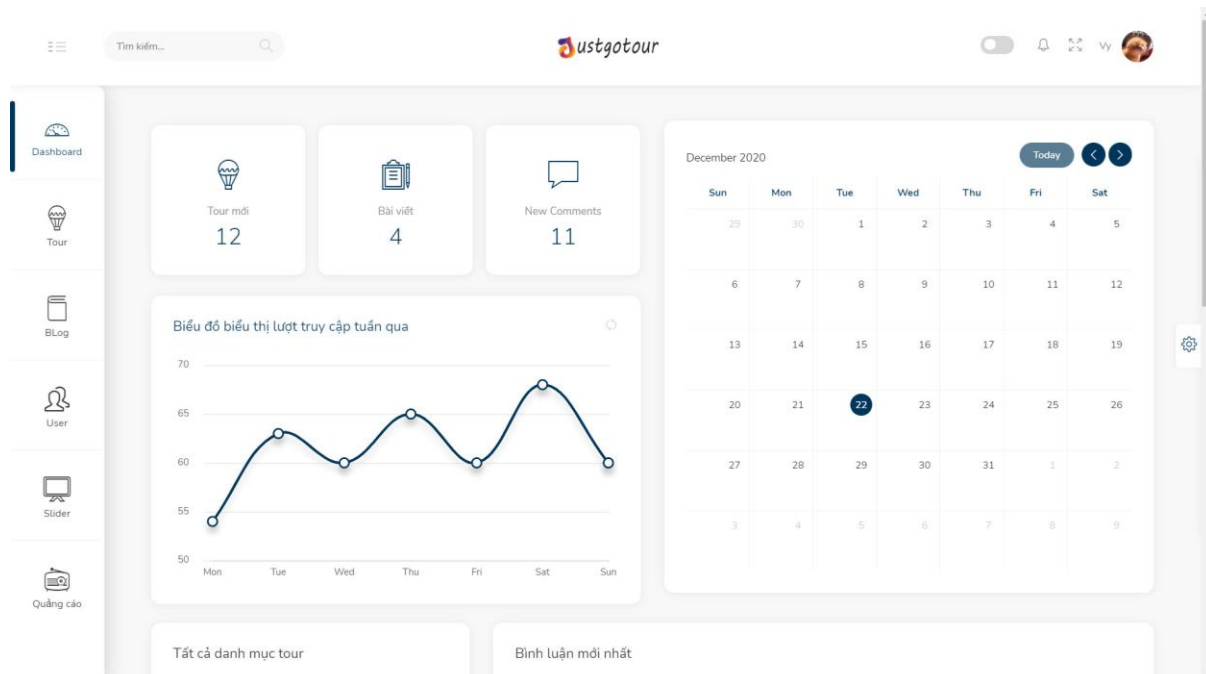 Tìm kiếm...
Justgotour
Vy
Dashboard
Tour
BLog
User
Slider
Quảng cáo
Tour mới
12
Bài viết
4
New Comments
11
Biểu đồ biểu thị lượt truy cập tuần qua
70
65
60
55
50
Mon Tue Wed Thu Fri Sat Sun
December 2020
Today
Sun Mon Tue Wed Thu Fri Sat
29 30 1 2 3 4 5
6 7 8 9 10 11 12
13 14 15 16 17 18 19
20 21 22 23 24 25 26
27 28 29 30 31 1 2
3 4 5 6 7 8 9
Tất cả danh mục tour
Bình luận mới nhất